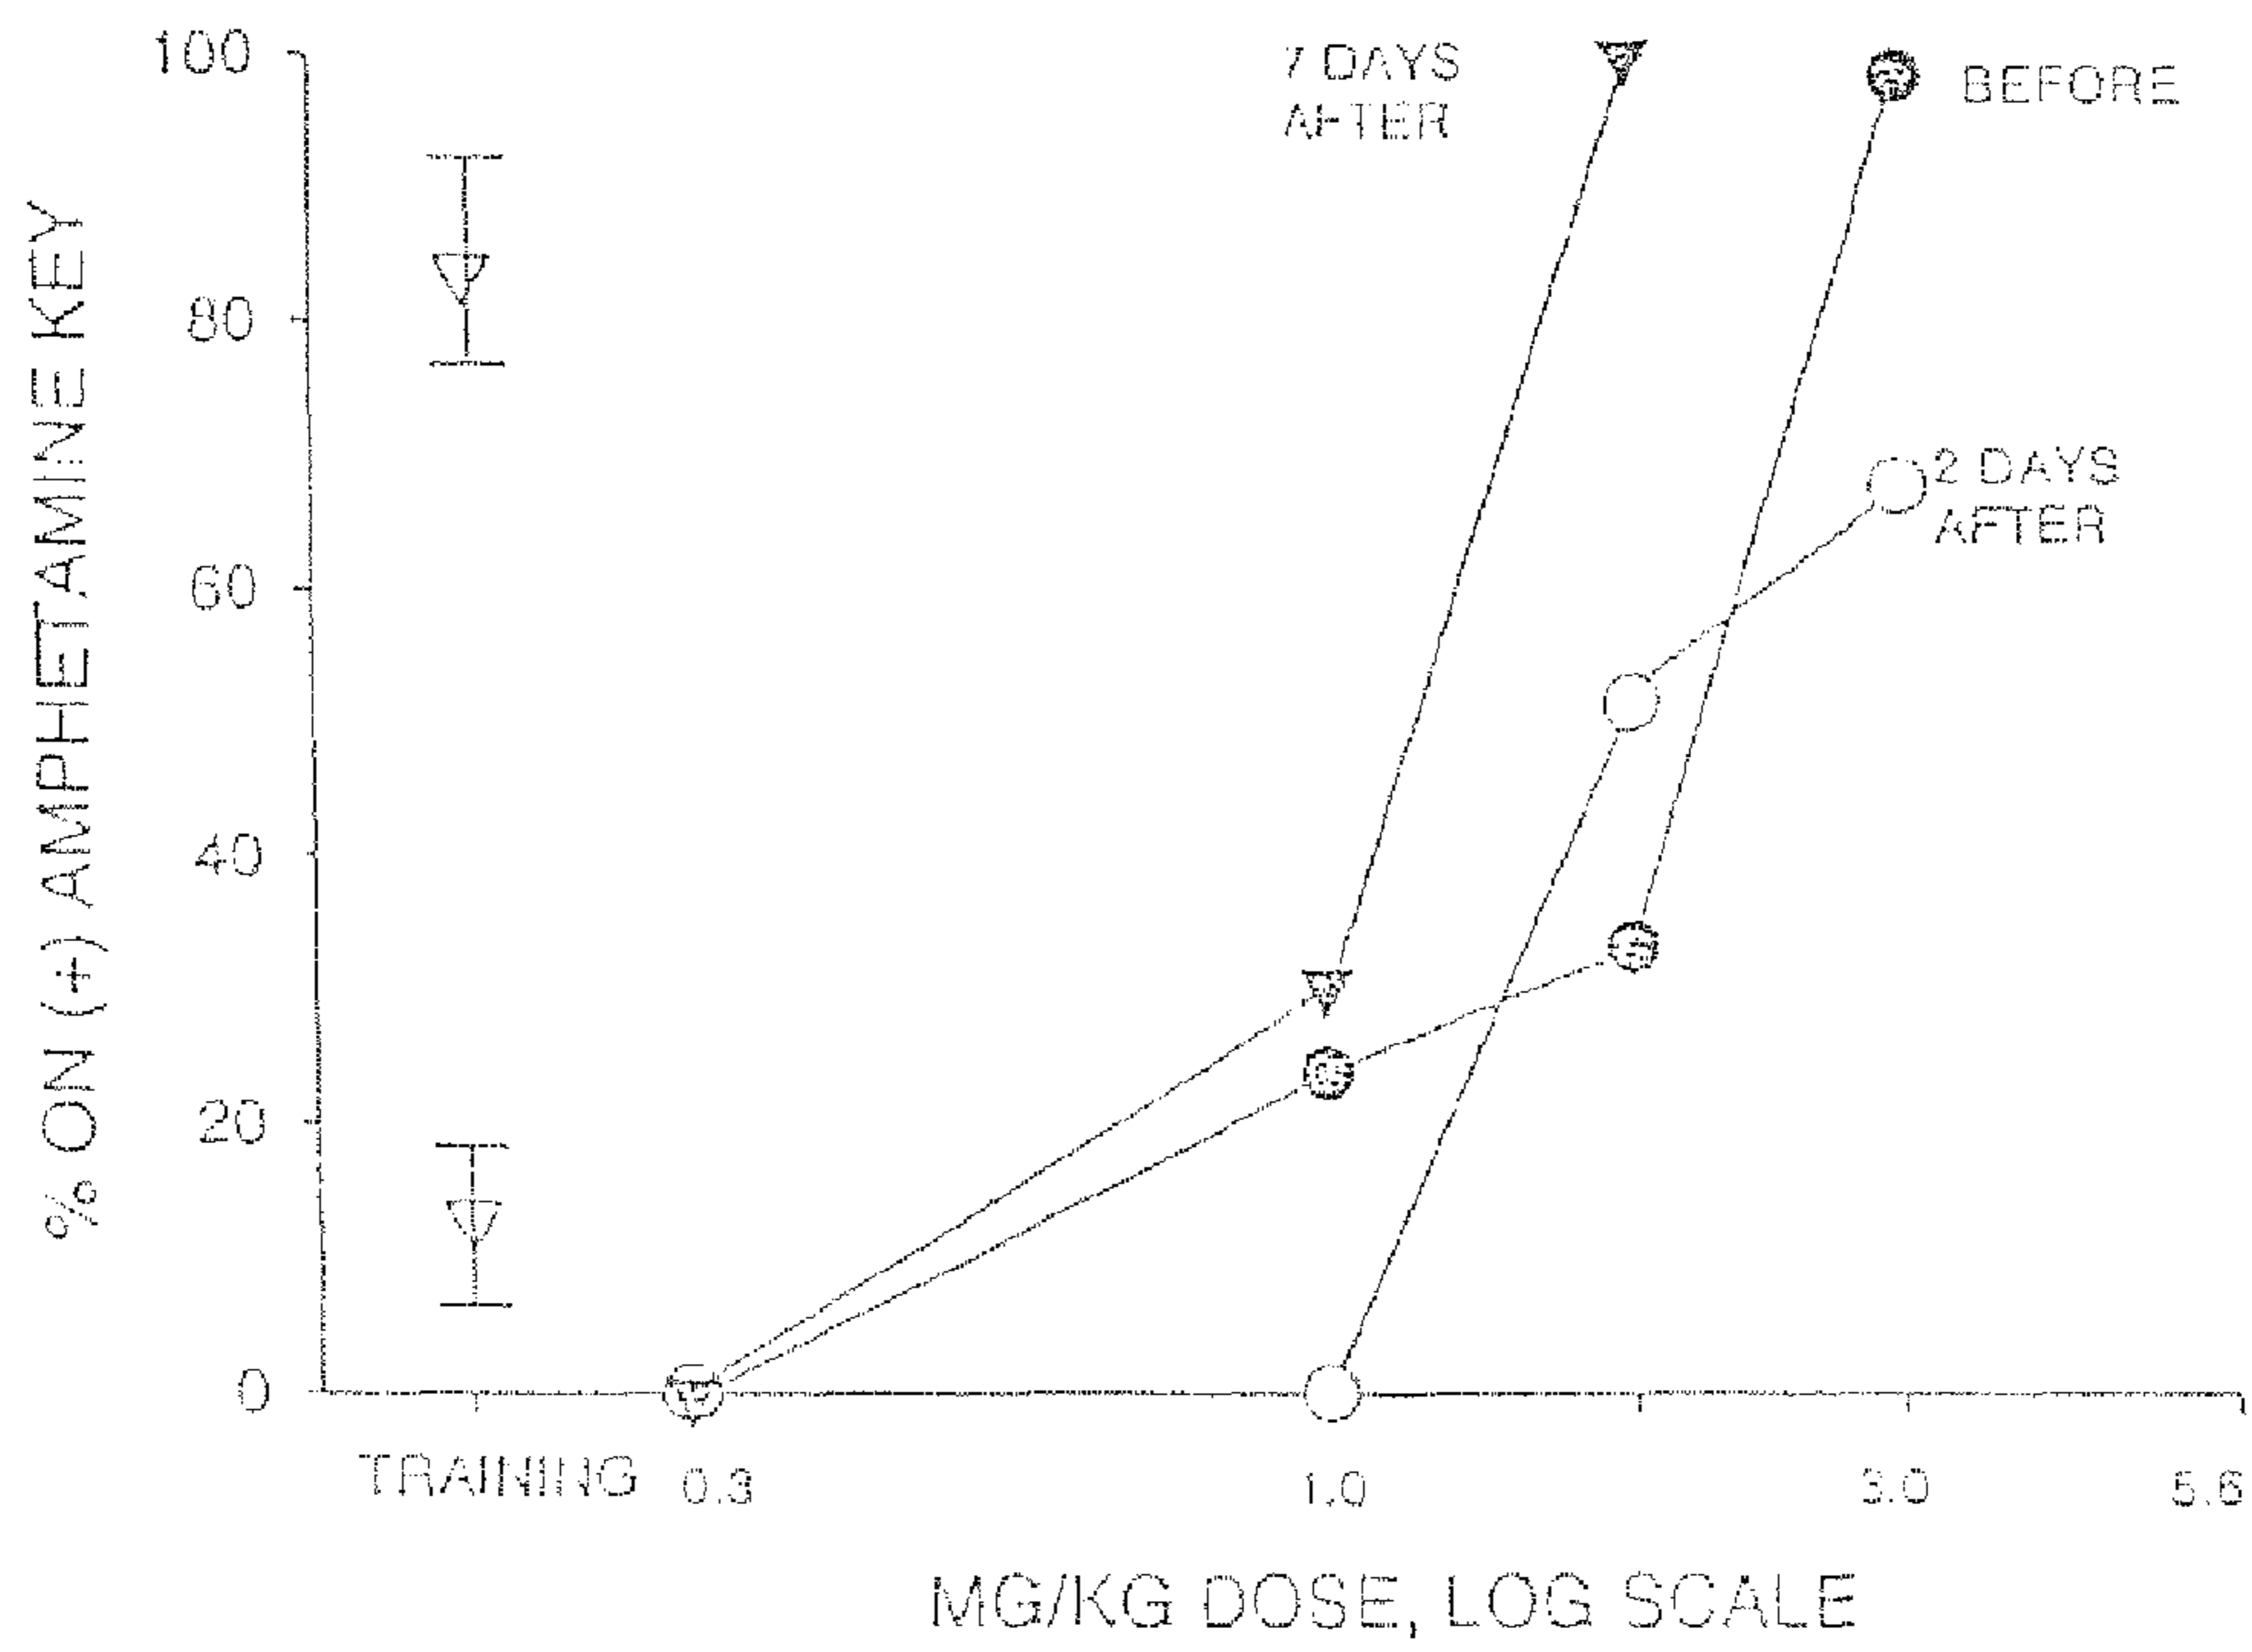 100
80
60
40
20
0
% ON (+) AMPHETAMINE KEY
7 DAYS
AFTER
BEFORE
2 DAYS
AFTER
TRAINING 0.3 1.0 3.0 5.6
MG/KG DOSE, LOG SCALE